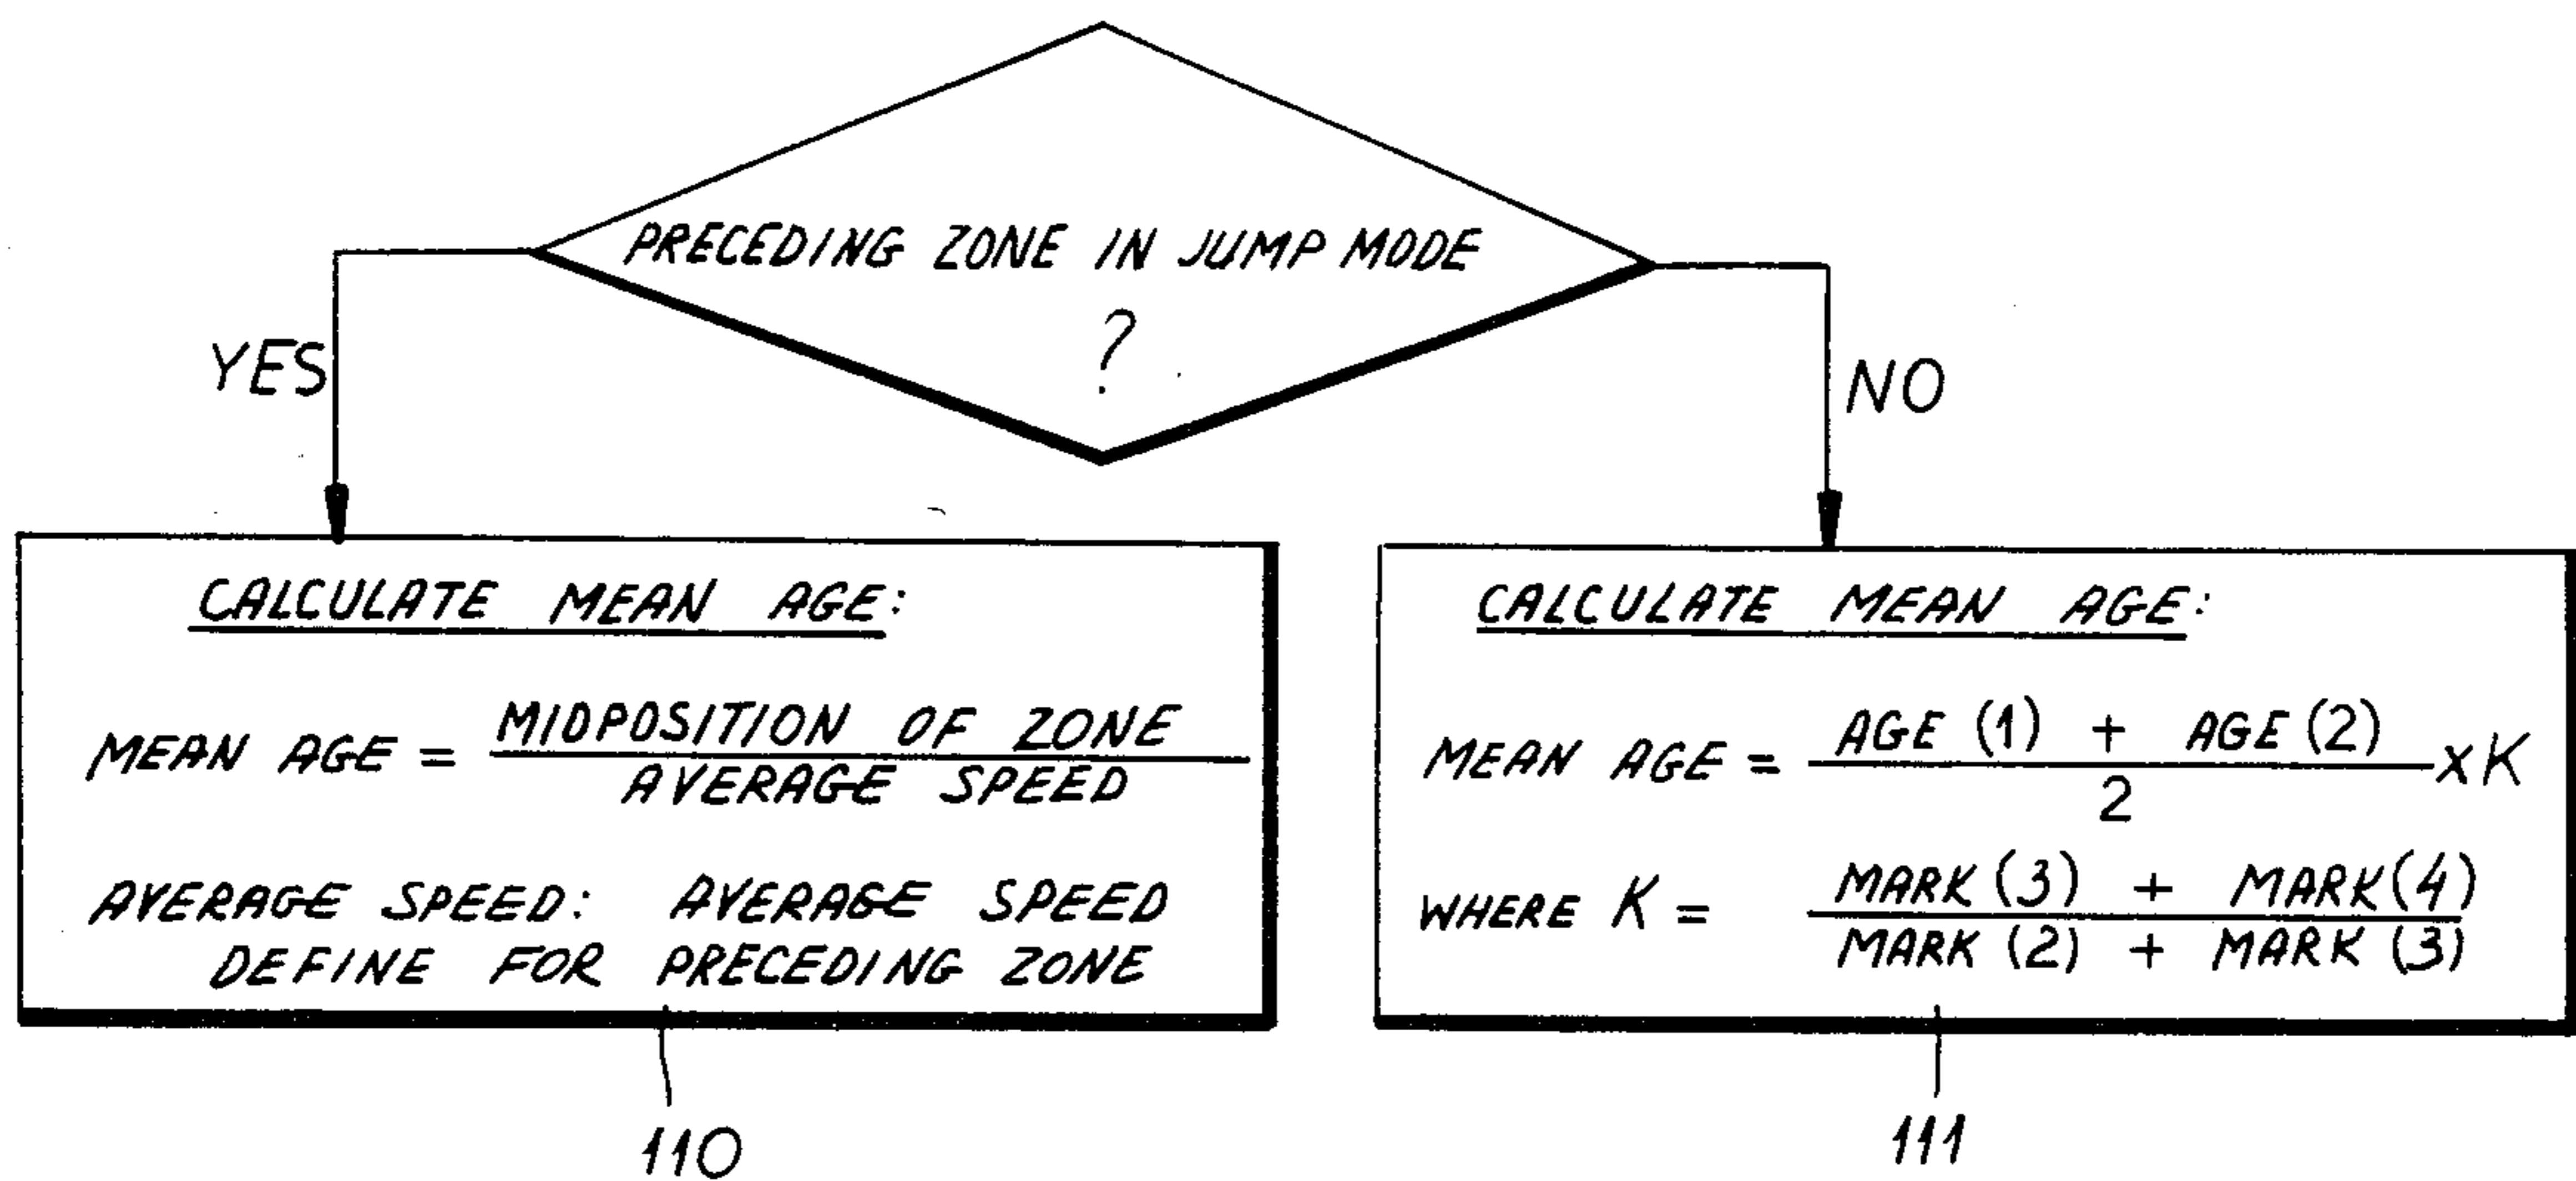 PRECEDING ZONE IN JUMP MODE
?
YES
NO
CALCULATE MEAN AGE:
MEAN AGE = MIDPOSITION OF ZONE
AVERAGE SPEED
AVERAGE SPEED: AVERAGE SPEED
DEFINE FOR PRECEDING ZONE
110
CALCULATE MEAN AGE:
MEAN AGE = AGE (1) + AGE (2)
2
x K
WHERE K = MARK (3) + MARK (4)
MARK (2) + MARK (3)
111